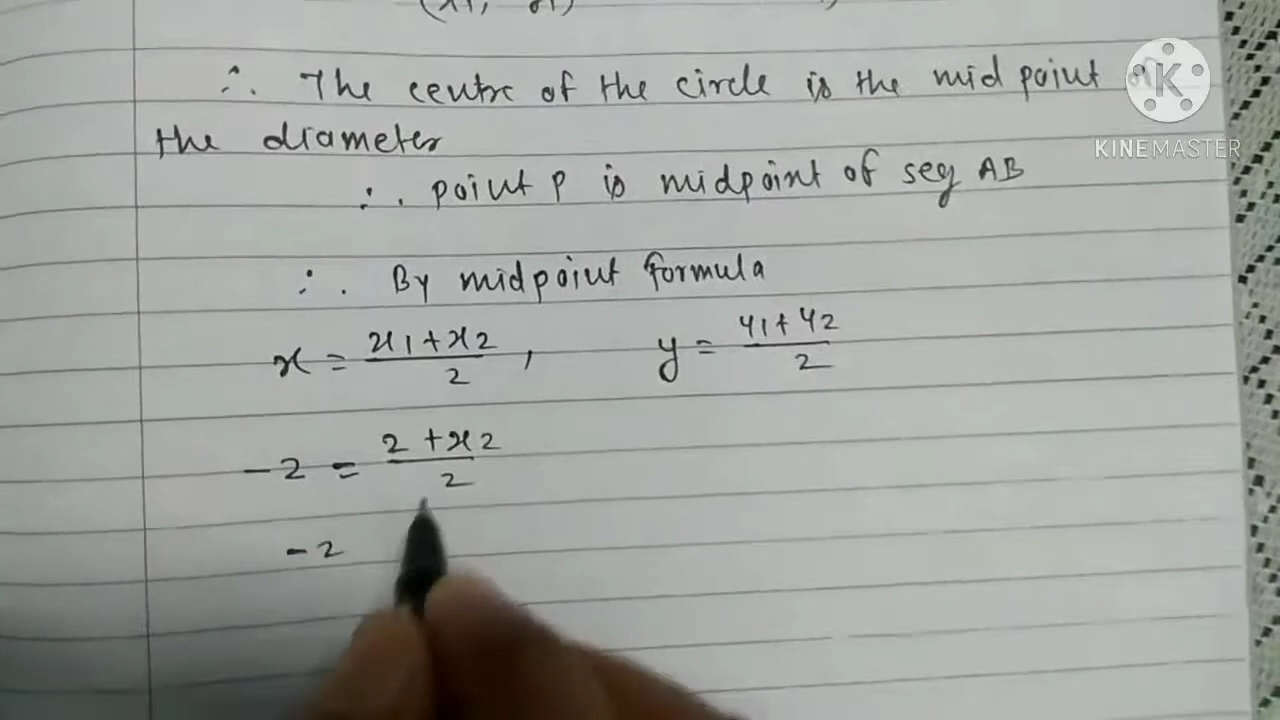 ∴ The centre of the circle is the mid point
the diameter
∴ point P is midpoint of seg AB
∴ By midpoint formula
x = x1 + x2 / 2 , y = y1 + y2 / 2
-2 = 2 + x2 / 2
-2
K
KINEMASTER